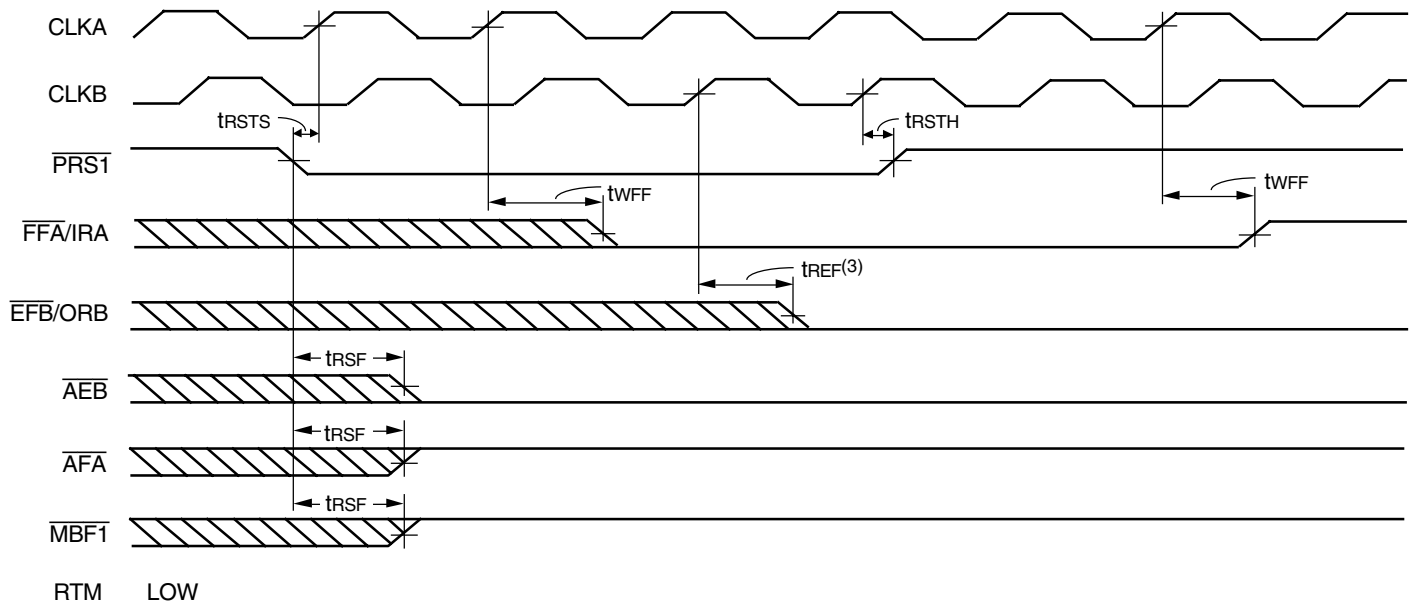 CLKA
CLKB
tRSTS
tRSTH
PRS1
tWFF
tWFF
FFA/IRA
tREF(3)
EFB/ORB
tRSF
AEB
tRSF
AFA
tRSF
MBF1
RTM LOW